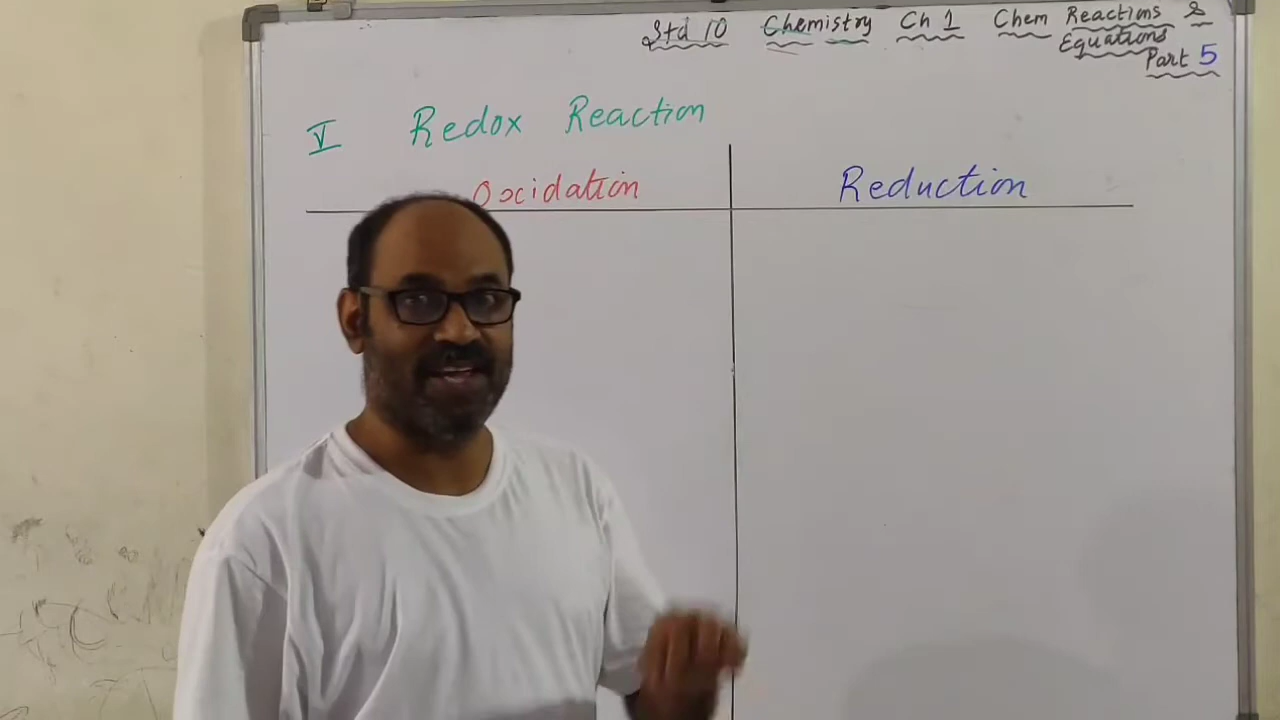 Std 10 Chemistry Ch 1 Chem Reactions &
Equations
Part 5
V Redox Reaction
Oxidation
Reduction